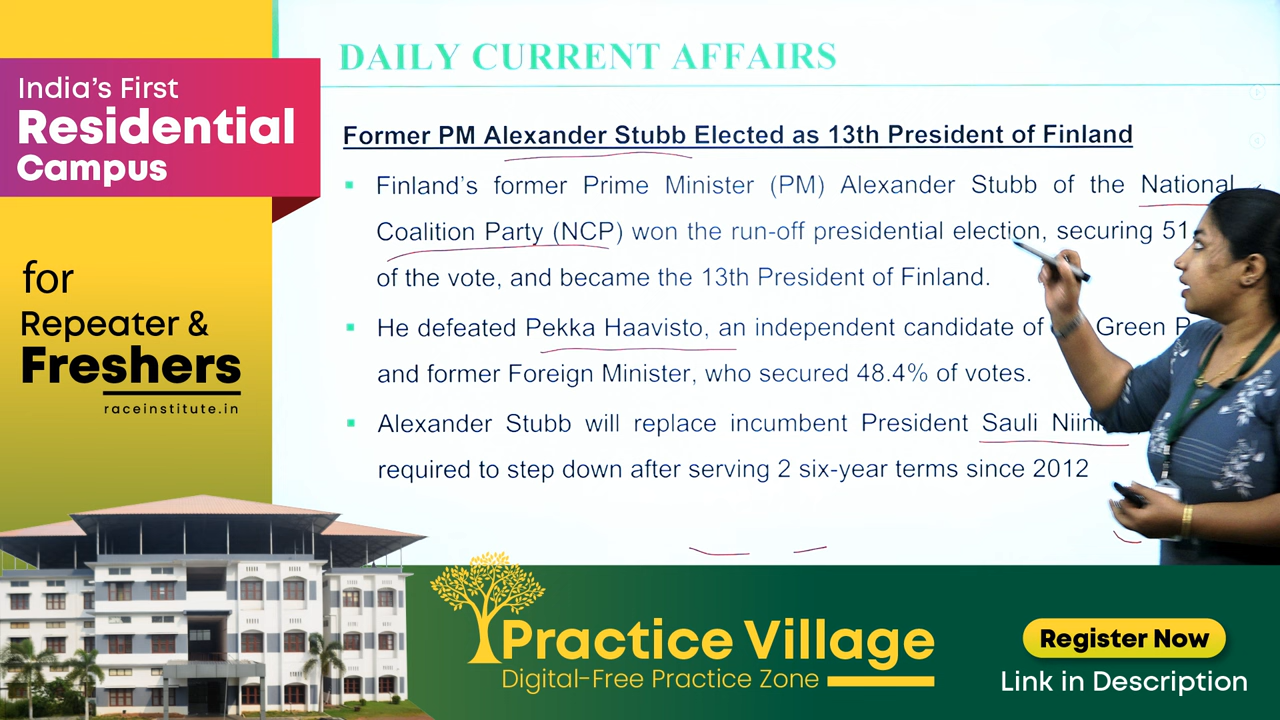 DAILY CURRENT AFFAIRS
India's First
Residential
Campus
for
Repeater &
Freshers
raceinstitute.in
Former PM Alexander Stubb Elected as 13th President of Finland
Finland's former Prime Minister (PM) Alexander Stubb of the National
Coalition Party (NCP) won the run-off presidential election, securing 51
of the vote, and became the 13th President of Finland.
He defeated Pekka Haavisto, an independent candidate of Green
and former Foreign Minister, who secured 48.4% of votes.
Alexander Stubb will replace incumbent President Sauli
required to step down after serving 2 six-year terms since 2012
Practice Village
Digital-Free Practice Zone
Register Now
Link in Description